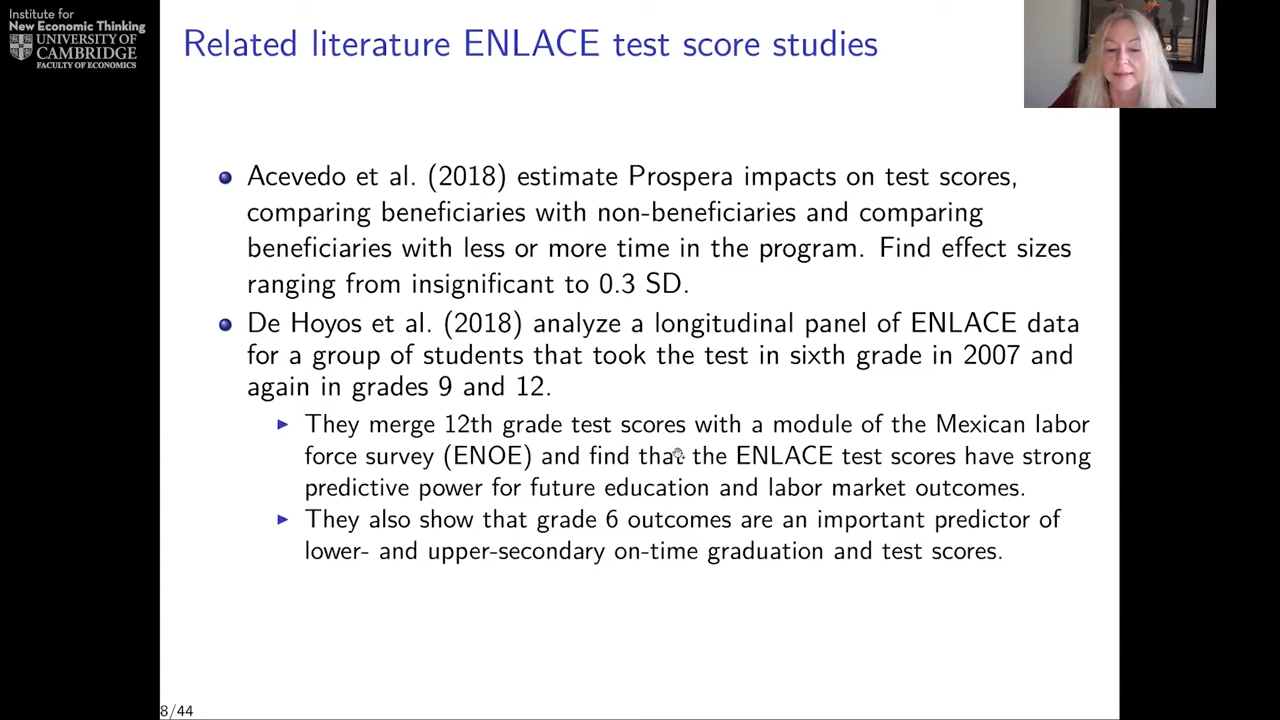 Institute for
New Economic Thinking
UNIVERSITY OF
CAMBRIDGE
FACULTY OF ECONOMICS
Related literature ENLACE test score studies
Acevedo et al. (2018) estimate Prospera impacts on test scores,
comparing beneficiaries with non-beneficiaries and comparing
beneficiaries with less or more time in the program. Find effect sizes
ranging from insignificant to 0.3 SD.
De Hoyos et al. (2018) analyze a longitudinal panel of ENLACE data
for a group of students that took the test in sixth grade in 2007 and
again in grades 9 and 12.
They merge 12th grade test scores with a module of the Mexican labor
force survey (ENOE) and find that the ENLACE test scores have strong
predictive power for future education and labor market outcomes.
They also show that grade 6 outcomes are an important predictor of
lower- and upper-secondary on-time graduation and test scores.
8/44